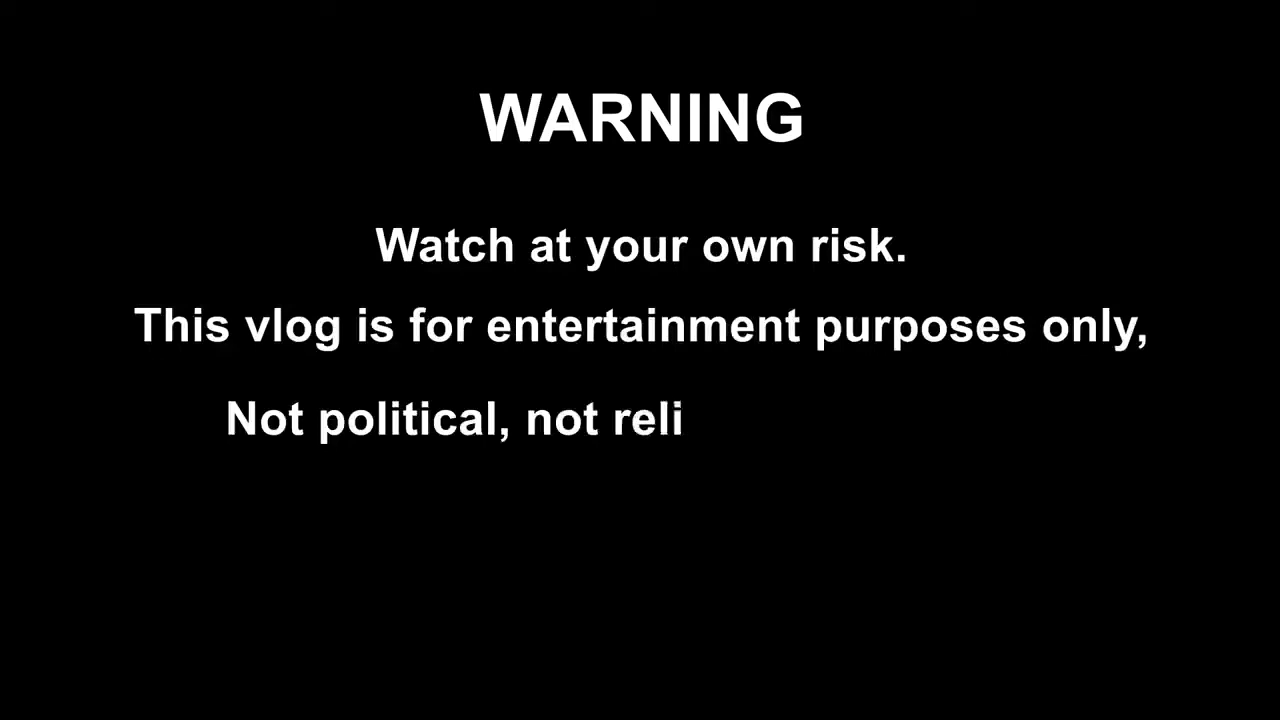 WARNING
Watch at your own risk.
This vlog is for entertainment purposes only,
Not political, not reli